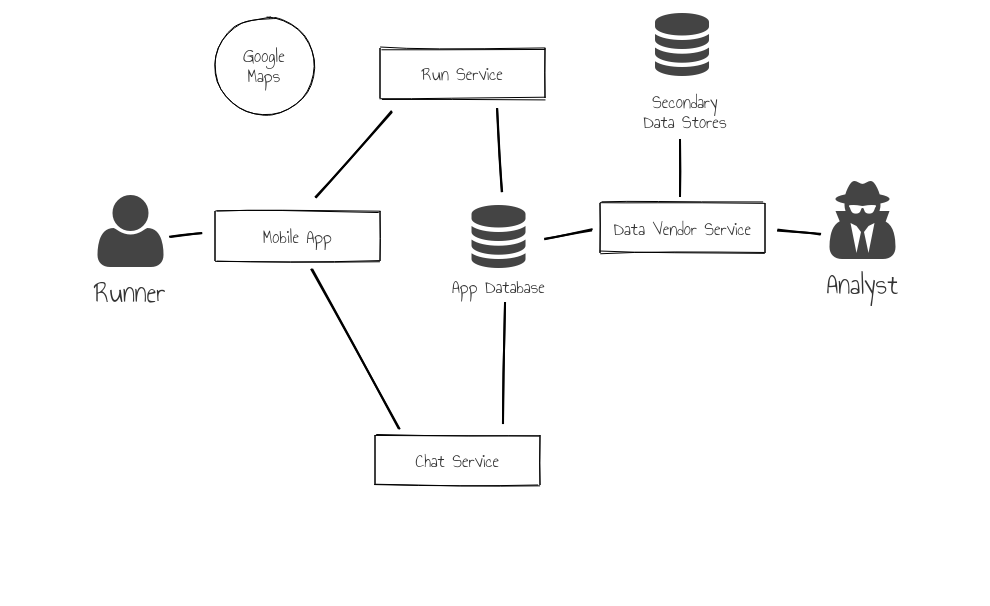 Google
Maps
Run Service
Secondary
Data Stores
Mobile App
Data Vendor Service
Runner
App Database
Analyst
Chat Service